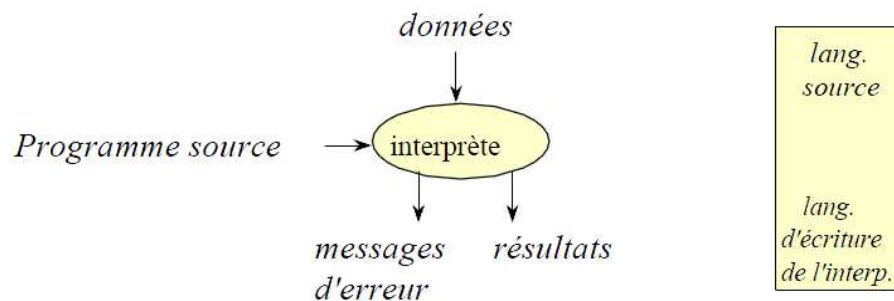 données
Programme source
interprète
messages
d'erreur
résultats
lang.
source
lang.
d'écriture
de l'interp.